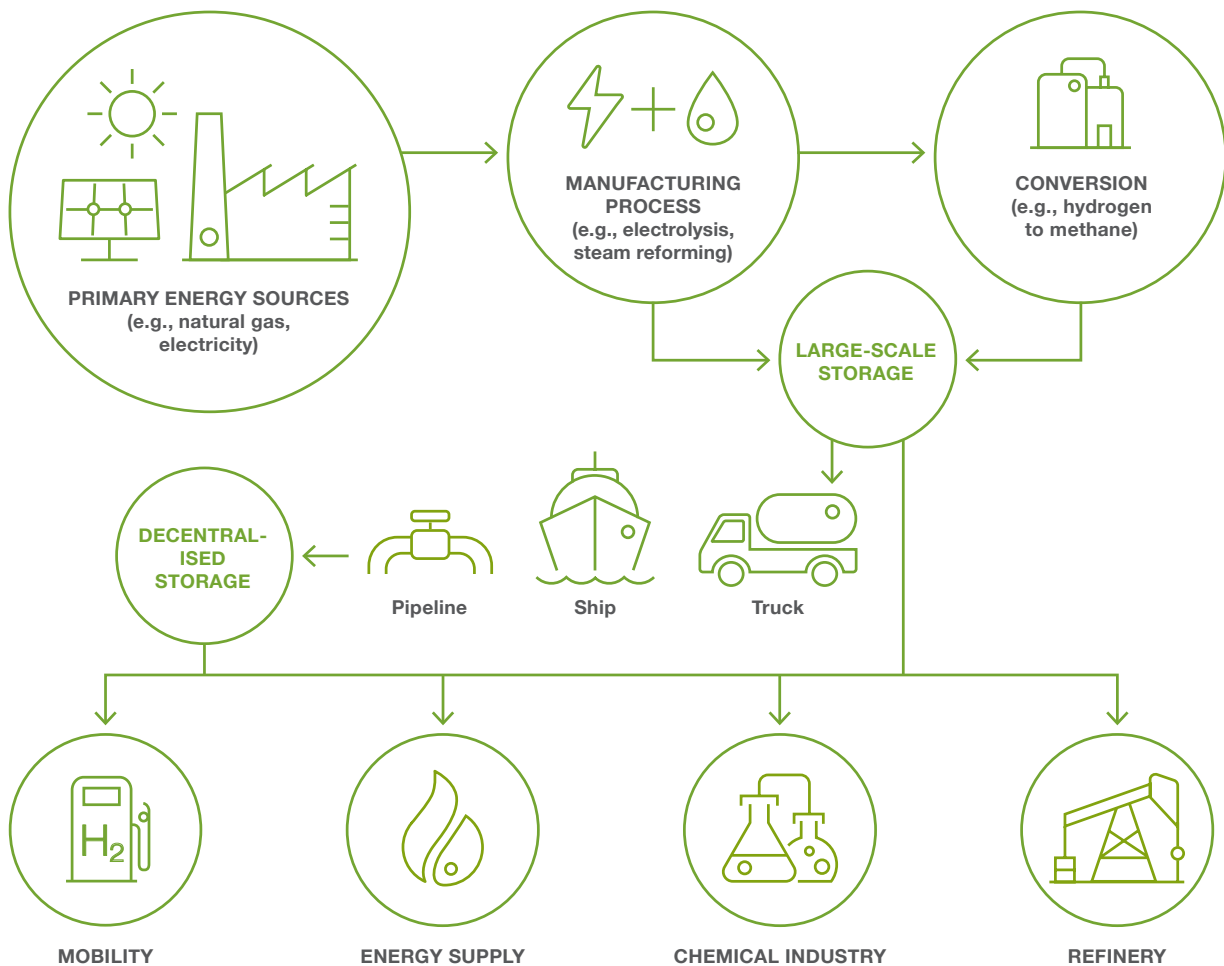 PRIMARY ENERGY SOURCES
(e.g., natural gas,
electricity)
MANUFACTURING
PROCESS
(e.g., electrolysis,
steam reforming)
CONVERSION
(e.g., hydrogen
to methane)
LARGE-SCALE
STORAGE
DECENTRAL-
ISED
STORAGE
Pipeline
Ship
Truck
H2
MOBILITY
ENERGY SUPPLY
CHEMICAL INDUSTRY
REFINERY